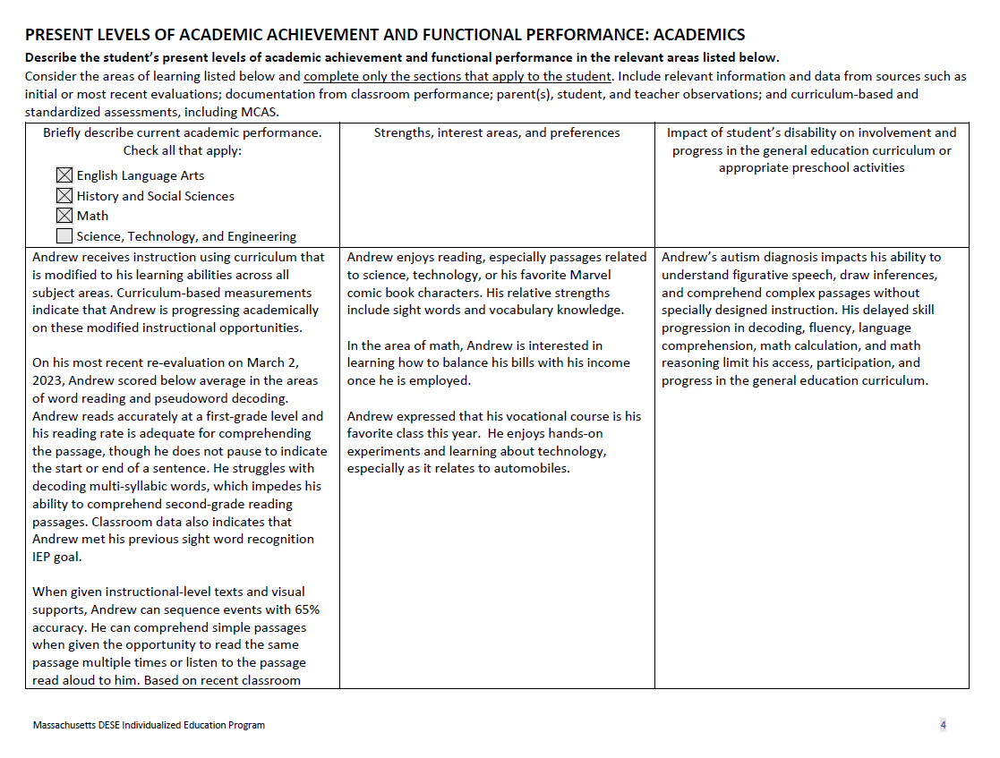 PRESENT LEVELS OF ACADEMIC ACHIEVEMENT AND FUNCTIONAL PERFORMANCE: ACADEMICS
Describe the student's present levels of academic achievement and functional performance in the relevant areas listed below.
Consider the areas of learning listed below and complete only the sections that apply to the student. Include relevant information and data from sources such as
initial or most recent evaluations; documentation from classroom performance; parent(s), student, and teacher observations; and curriculum-based and
standardized assessments, including MCAS.
Briefly describe current academic performance.
Check all that apply:
English Language Arts
History and Social Sciences
Math
Science, Technology, and Engineering
Strengths, interest areas, and preferences
Impact of student's disability on involvement and
progress in the general education curriculum or
appropriate preschool activities
Andrew receives instruction using curriculum that
is modified to his learning abilities across all
subject areas. Curriculum-based measurements
indicate that Andrew is progressing academically
on these modified instructional opportunities.
On his most recent re-evaluation on March 2,
2023, Andrew scored below average in the areas
of word reading and pseudoword decoding.
Andrew reads accurately at a first-grade level and
his reading rate is adequate for comprehending
the passage, though he does not pause to indicate
the start or end of a sentence. He struggles with
decoding multi-syllabic words, which impedes his
ability to comprehend second-grade reading
passages. Classroom data also indicates that
Andrew met his previous sight word recognition
IEP goal.
When given instructional-level texts and visual
supports, Andrew can sequence events with 65%
accuracy. He can comprehend simple passages
when given the opportunity to read the same
passage multiple times or listen to the passage
read aloud to him. Based on recent classroom
Andrew enjoys reading, especially passages related
to science, technology, or his favorite Marvel
comic book characters. His relative strengths
include sight words and vocabulary knowledge.
In the area of math, Andrew is interested in
learning how to balance his bills with his income
once he is employed.
Andrew expressed that his vocational course is his
favorite class this year.  He enjoys hands-on
experiments and learning about technology,
especially as it relates to automobiles.
Andrew's autism diagnosis impacts his ability to
understand figurative speech, draw inferences,
and comprehend complex passages without
specially designed instruction. His delayed skill
progression in decoding, fluency, language
comprehension, math calculation, and math
reasoning limit his access, participation, and
progress in the general education curriculum.
Massachusetts DESE Individualized Education Program
4